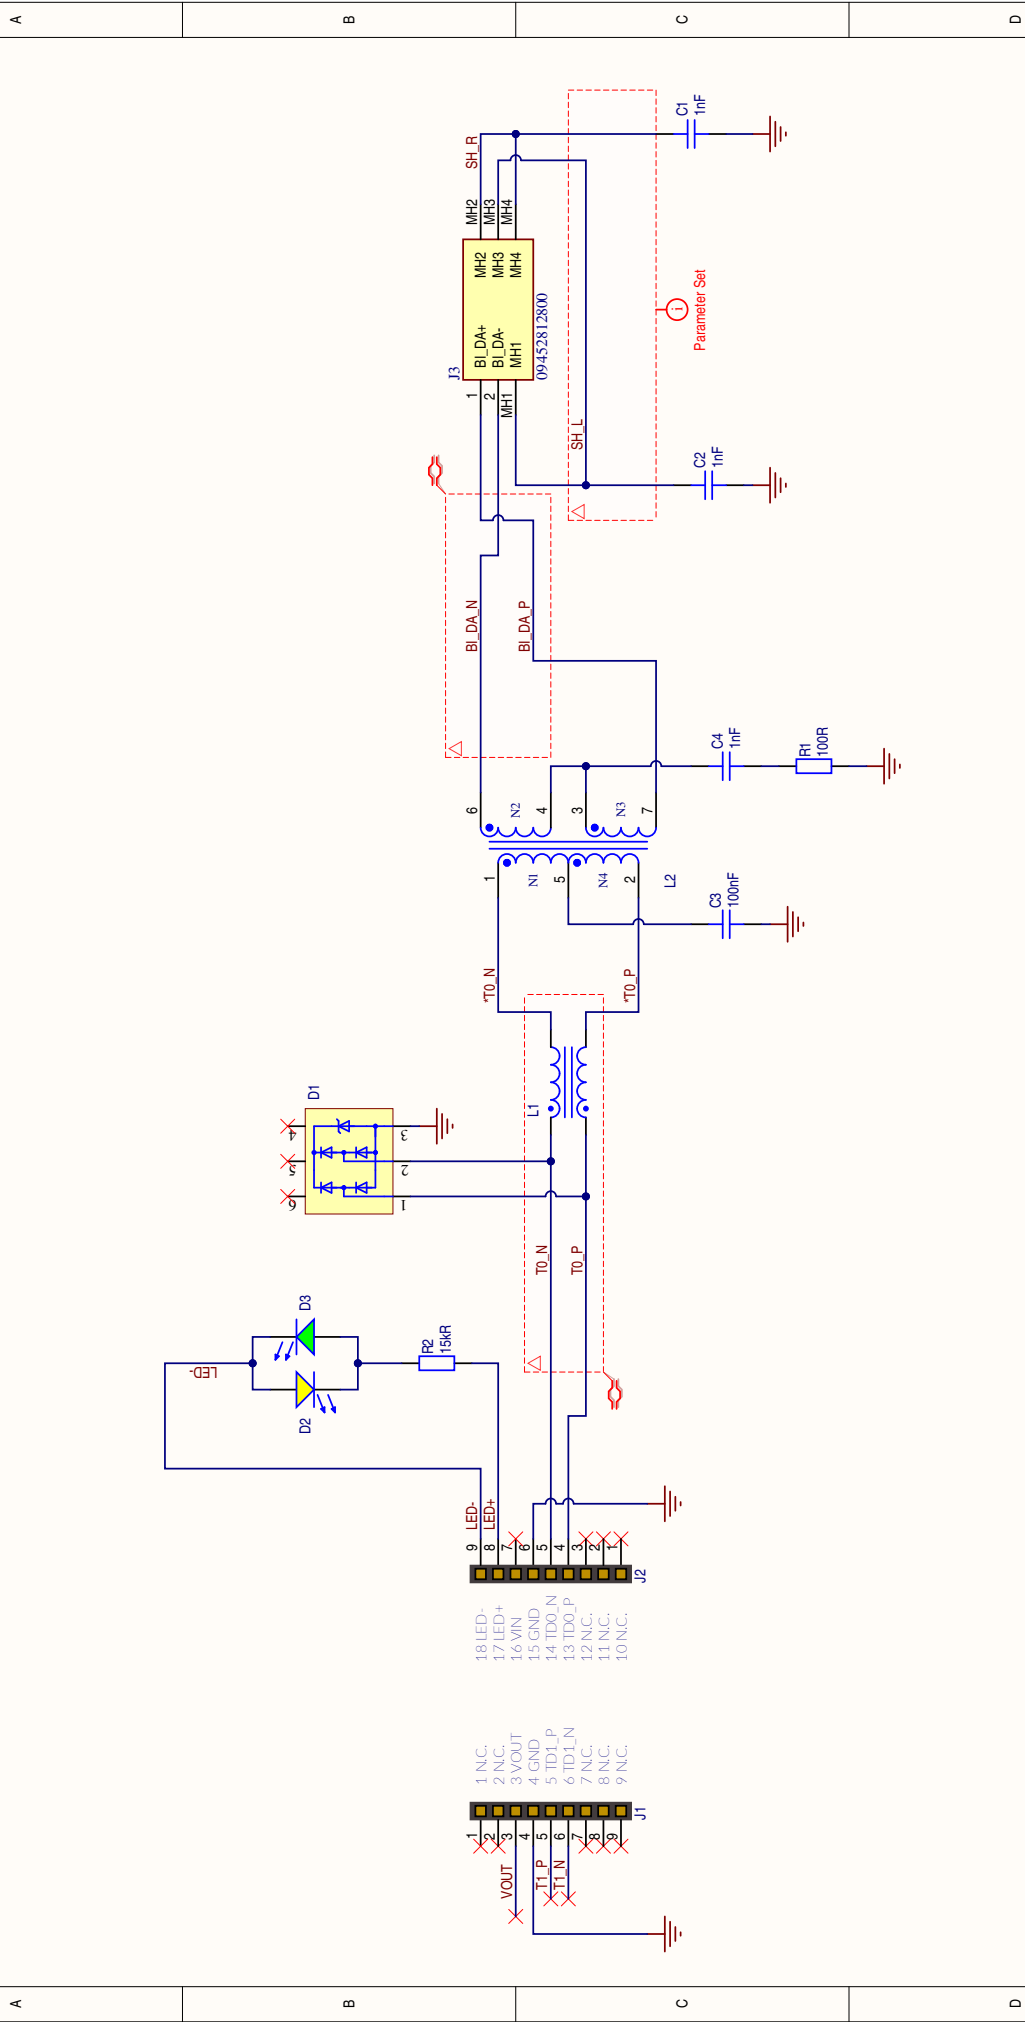 A
B
C
D
1 N.C.
2 N.C.
3 VOUT
4 GND
5 TD1_P
6 TD1_N
7 N.C.
8 N.C.
9 N.C.
1
2
3
4
5
6
7
8
9
VOUT
T1_P
T1_N
J1
18 LED-
17 LED+
16 VIN
15 GND
14 TD0_N
13 TD0_P
12 N.C.
11 N.C.
10 N.C.
9
8
7
6
5
4
3
2
1
J2
LED-
LED+
LED-
D2
D3
R2
15kR
T0_N
T0_P
D1
6
5
4
1
2
3
L1
*T0_N
*T0_P
1
5
2
N1
N4
L2
6
4
3
7
N2
N3
C3
100nF
C4
1nF
R1
100R
BI_DA_N
BI_DA_P
J3
1
2
MH1
BI_DA+
BI_DA-
MH1
MH2
MH3
MH4
MH2
MH3
MH4
09452812800
SH_R
SH_L
C2
1nF
C1
1nF
i
Parameter Set
A
B
C
D